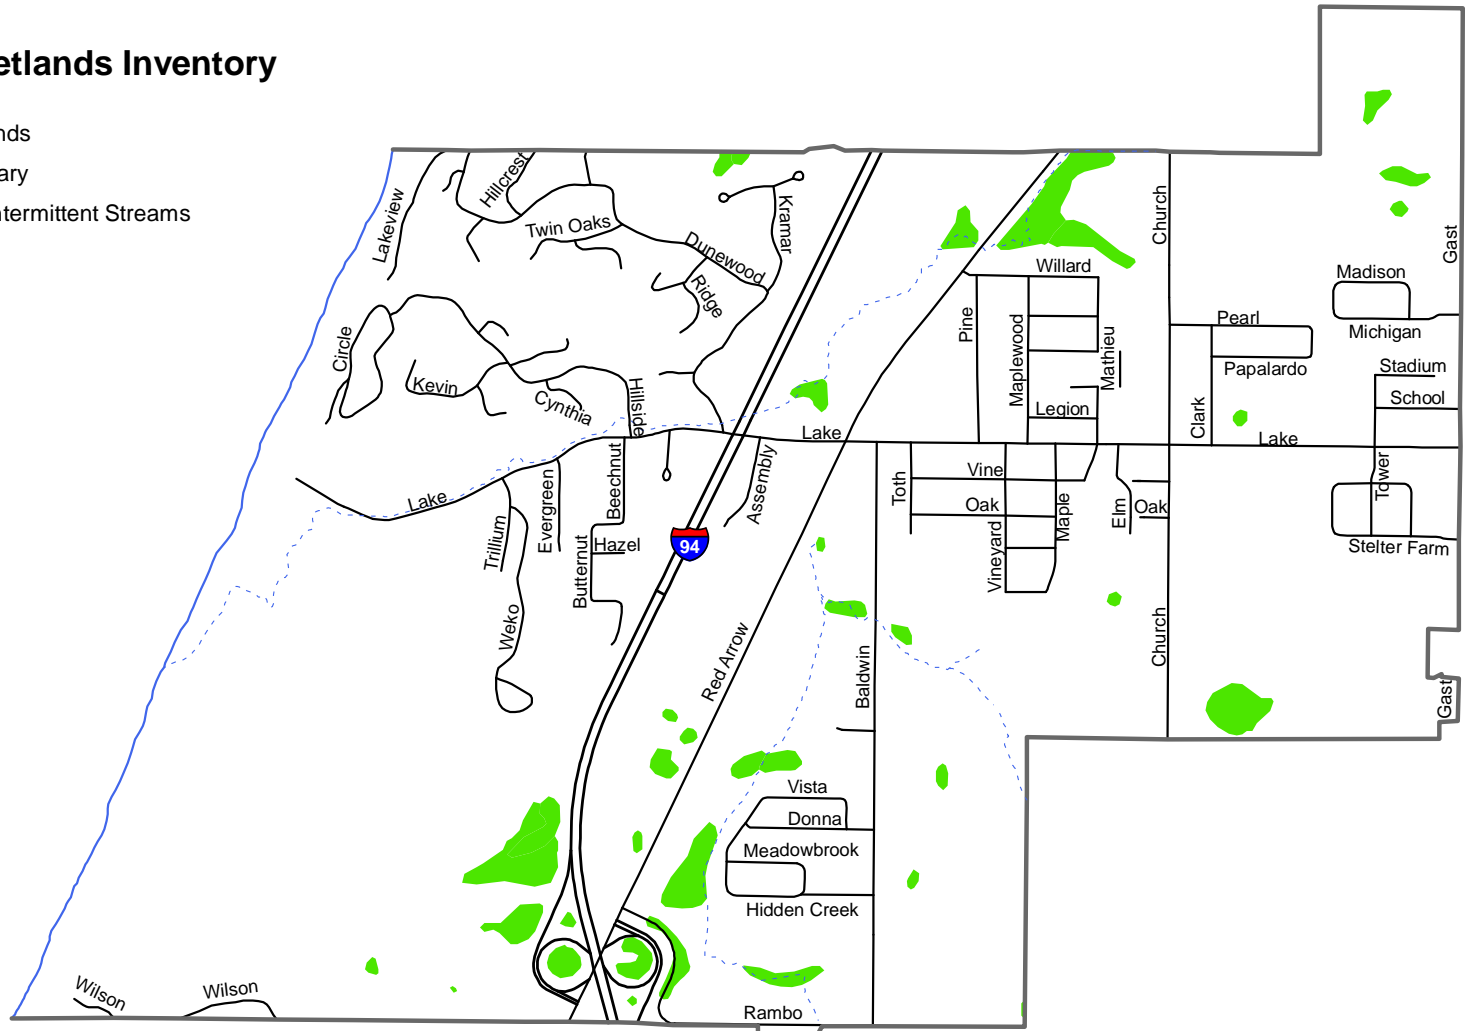 etlands Inventory
nds
ary
ntermittent Streams
Hillcrest
Lakeview
Twin Oaks
Kramar
Dunewood
Ridge
Church
Gast
Willard
Madison
Michigan
Circle
Kevin
Cynthia
Hillside
Pine
Maplewood
Mathieu
Pearl
Papalardo
Stadium
School
Legion
Clark
Lake
Lake
Lake
Beechnut
Evergreen
Trillium
Assembly
Toth
Vine
Oak
Maple
Elm
Oak
Tower
Stelter Farm
94
Hazel
Butternut
Vineyard
Weko
Red Arrow
Baldwin
Church
Gast
Vista
Donna
Meadowbrook
Hidden Creek
Wilson
Wilson
Rambo